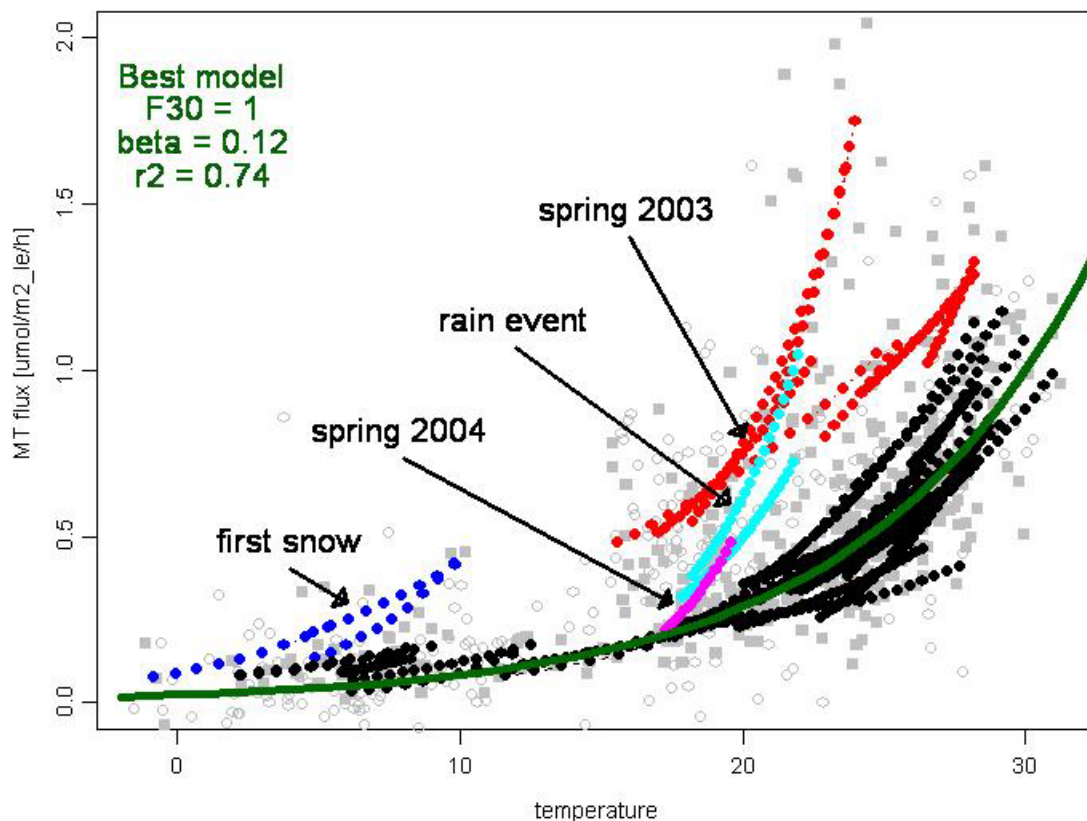 Best model
F30 = 1
beta = 0.12
r2 = 0.74
spring 2003
rain event
spring 2004
first snow
MT flux [umol/m2_le/h]
2.0
1.5
1.0
0.5
0.0
0 10 20 30
temperature